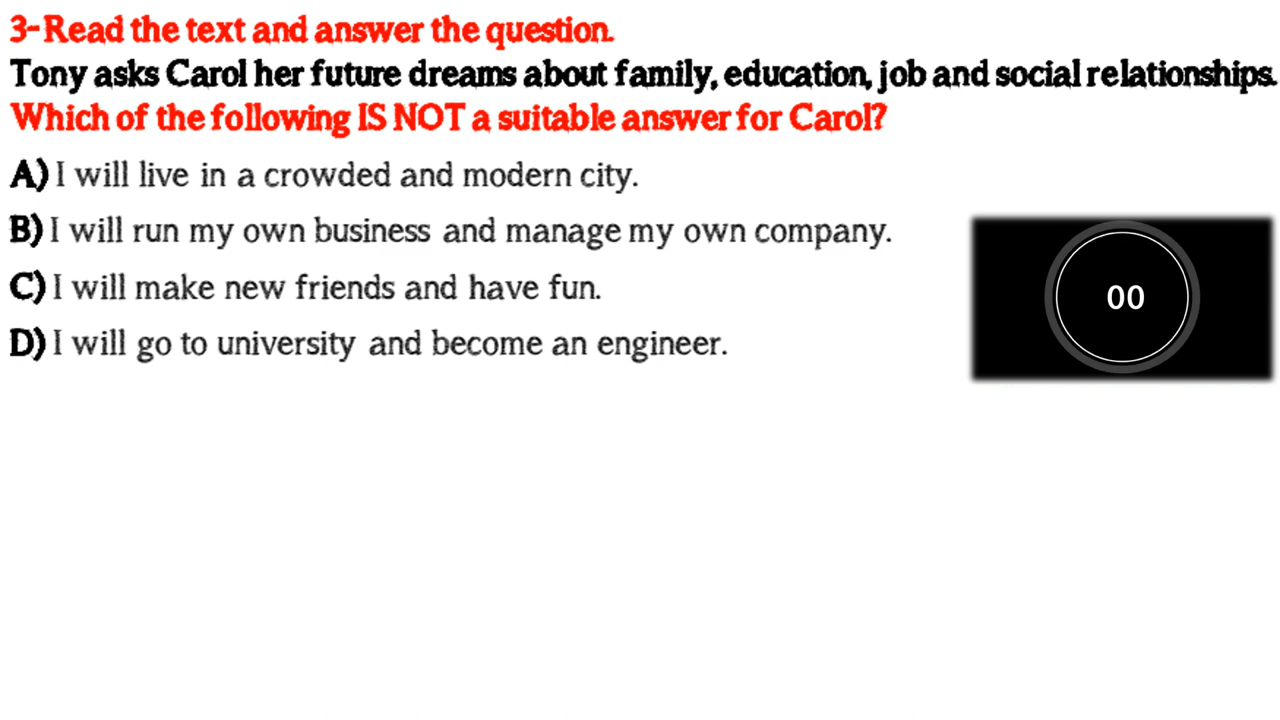 3-Read the text and answer the question.
Tony asks Carol her future dreams about family, education, job and social relationships.
Which of the following IS NOT a suitable answer for Carol?
A) I will live in a crowded and modern city.
B) I will run my own business and manage my own company.
C) I will make new friends and have fun.
D) I will go to university and become an engineer.
00